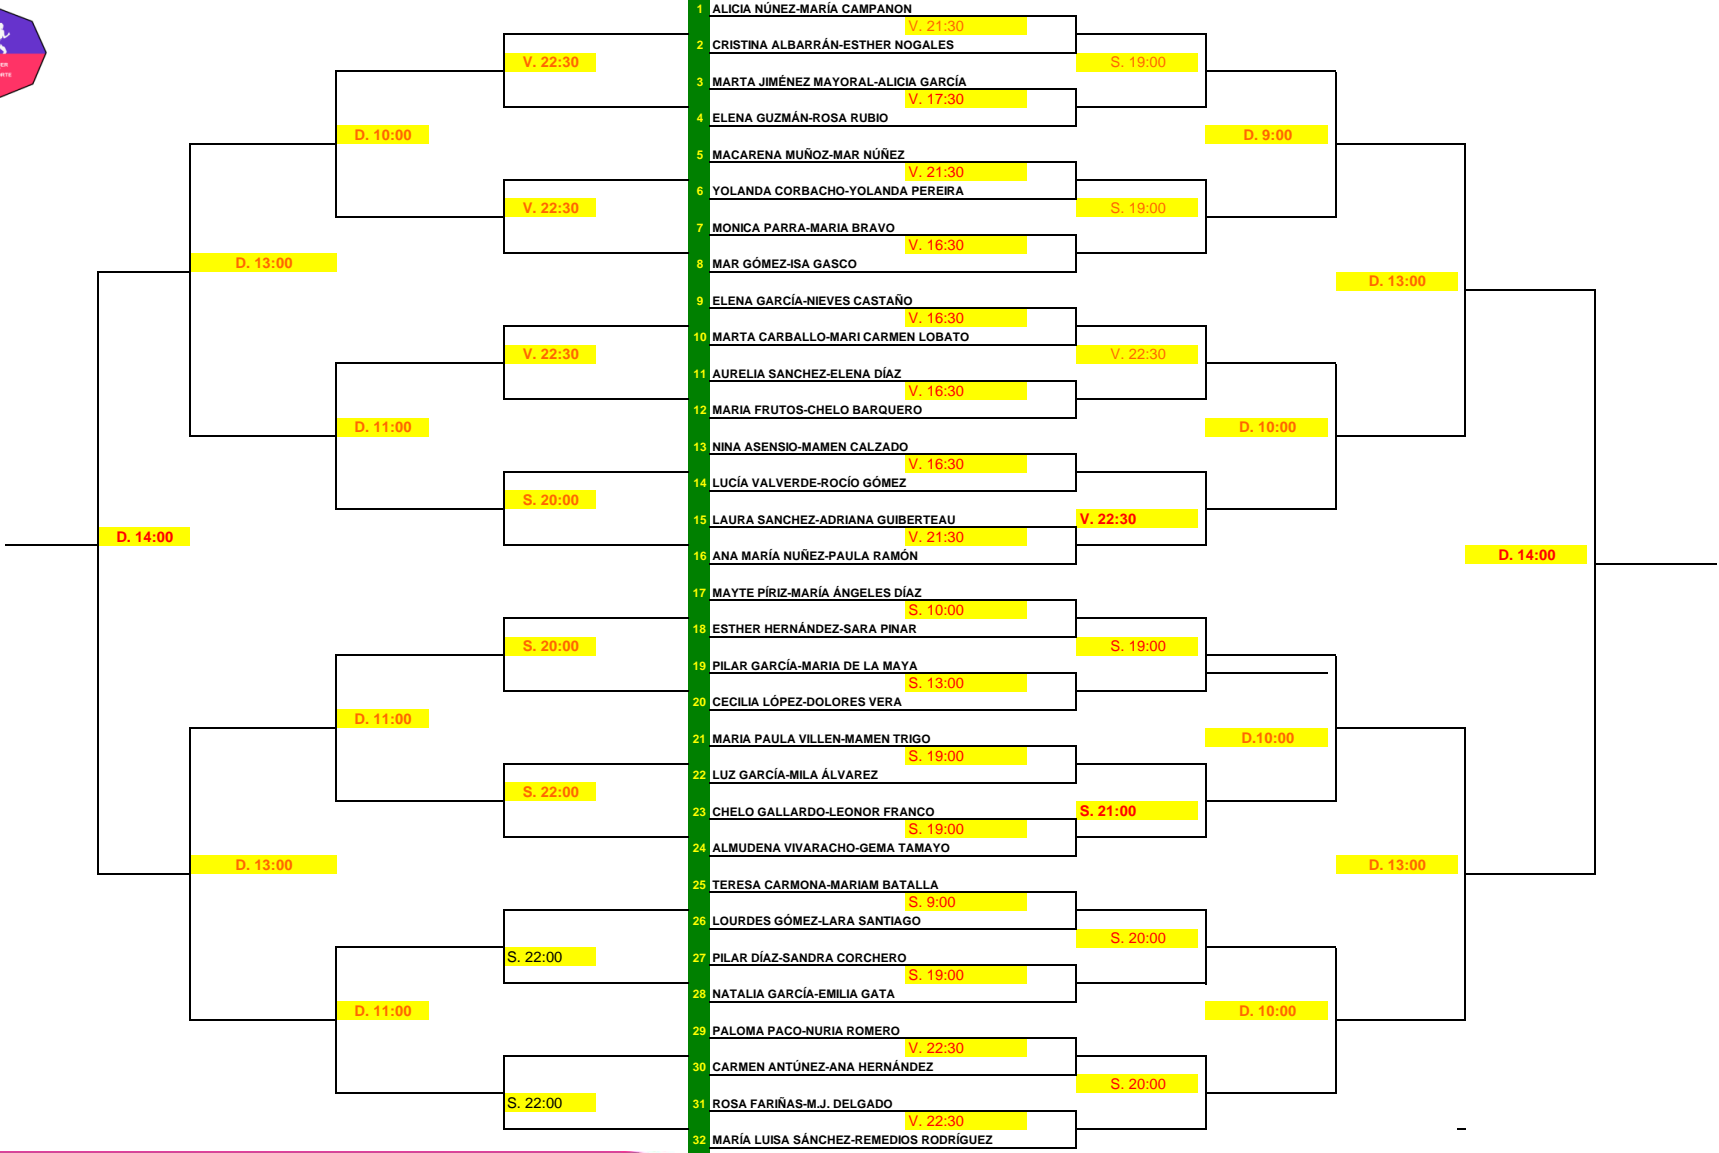 1 ALICIA NÚNEZ-MARÍA CAMPANON
V. 21:30
2 CRISTINA ALBARRÁN-ESTHER NOGALES
V. 22:30
S. 19:00
3 MARTA JIMÉNEZ MAYORAL-ALICIA GARCÍA
V. 17:30
4 ELENA GUZMÁN-ROSA RUBIO
D. 10:00
D. 9:00
5 MACARENA MUÑOZ-MAR NÚÑEZ
V. 21:30
6 YOLANDA CORBACHO-YOLANDA PEREIRA
V. 22:30
S. 19:00
7 MONICA PARRA-MARIA BRAVO
V. 16:30
8 MAR GÓMEZ-ISA GASCO
D. 13:00
D. 13:00
9 ELENA GARCÍA-NIEVES CASTAÑO
V. 16:30
10 MARTA CARBALLO-MARI CARMEN LOBATO
V. 22:30
V. 22:30
11 AURELIA SANCHEZ-ELENA DÍAZ
V. 16:30
12 MARIA FRUTOS-CHELO BARQUERO
D. 11:00
D. 10:00
13 NINA ASENSIO-MAMEN CALZADO
V. 16:30
14 LUCÍA VALVERDE-ROCÍO GÓMEZ
S. 20:00
15 LAURA SANCHEZ-ADRIANA GUIBERTEAU
V. 22:30
V. 21:30
D. 14:00
16 ANA MARÍA NUÑEZ-PAULA RAMÓN
D. 14:00
17 MAYTE PÍRIZ-MARÍA ÁNGELES DÍAZ
S. 10:00
18 ESTHER HERNÁNDEZ-SARA PINAR
S. 20:00
S. 19:00
19 PILAR GARCÍA-MARIA DE LA MAYA
S. 13:00
20 CECILIA LÓPEZ-DOLORES VERA
D. 11:00
21 MARIA PAULA VILLEN-MAMEN TRIGO
D.10:00
S. 19:00
22 LUZ GARCÍA-MILA ÁLVAREZ
S. 22:00
23 CHELO GALLARDO-LEONOR FRANCO
S. 21:00
S. 19:00
24 ALMUDENA VIVARACHO-GEMA TAMAYO
D. 13:00
D. 13:00
25 TERESA CARMONA-MARIAM BATALLA
S. 9:00
26 LOURDES GÓMEZ-LARA SANTIAGO
S. 20:00
S. 22:00
27 PILAR DÍAZ-SANDRA CORCHERO
S. 19:00
28 NATALIA GARCÍA-EMILIA GATA
D. 11:00
D. 10:00
29 PALOMA PACO-NURIA ROMERO
V. 22:30
30 CARMEN ANTÚNEZ-ANA HERNÁNDEZ
S. 20:00
S. 22:00
31 ROSA FARIÑAS-M.J. DELGADO
V. 22:30
32 MARÍA LUISA SÁNCHEZ-REMEDIOS RODRÍGUEZ